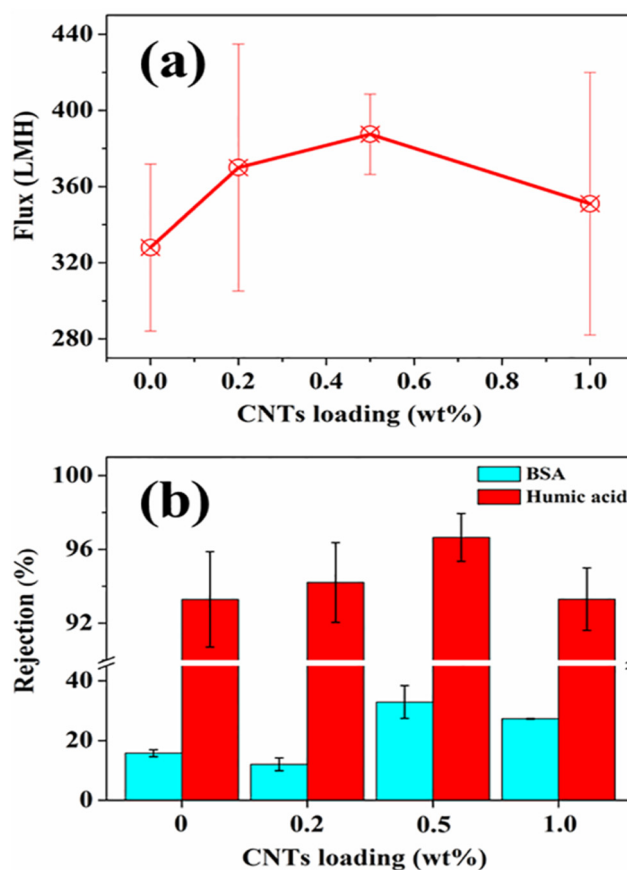 (a)
Flux (LMH)
440
400
360
320
280
0.0 0.2 0.4 0.6 0.8 1.0
CNTs loading (wt%)
(b)
BSA
Humic acid
Rejection (%)
100
96
92
40
20
0
0 0.2 0.5 1.0
CNTs loading (wt%)